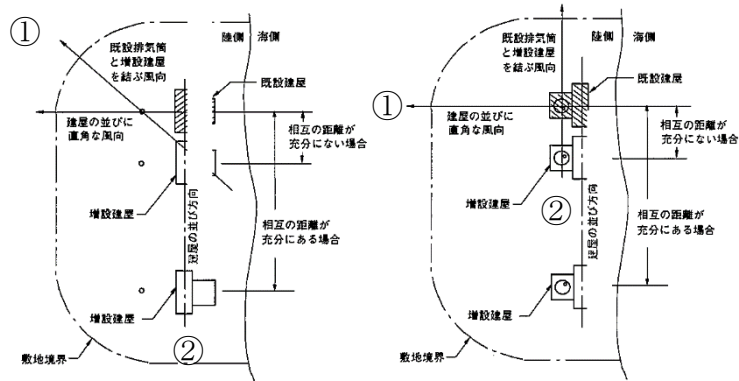 ①
既設排気筒
と増設建屋
を結ぶ風向
陸側
海側
既設建屋
建屋の並びに
直角な風向
相互の距離が
充分にない場合
増設建屋
建屋の並び方向
相互の距離が
充分にある場合
増設建屋
②
敷地境界
既設排気筒
と増設建屋
を結ぶ風向
陸側
海側
既設建屋
①
建屋の並びに
直角な風向
相互の距離が
充分にない場合
増設建屋
②
建屋の並び方向
相互の距離が
充分にある場合
増設建屋
敷地境界